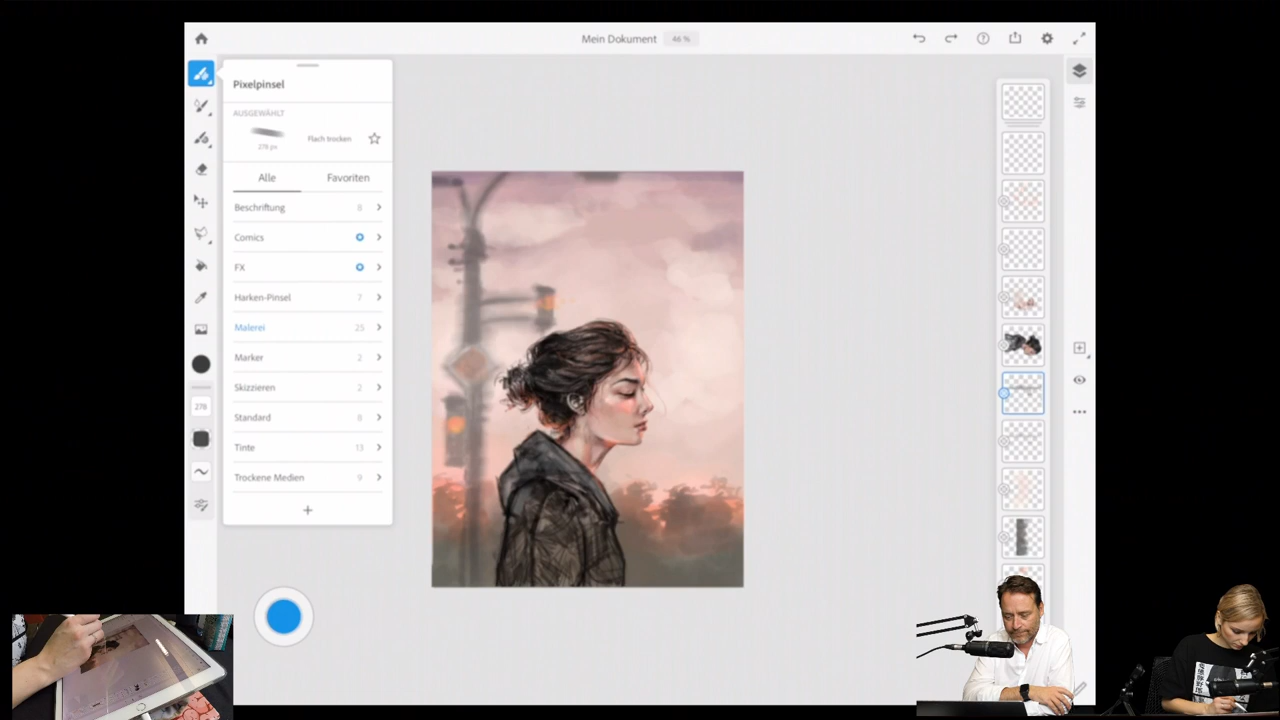 Mein Dokument 46 %
Pixelpinsel
AUSGEWÄHLT
Flach trocken
278 px
Alle Favoriten
Beschriftung 8
Comics
FX
Harken-Pinsel 7
Malerei 25
Marker 2
Skizzieren 2
Standard 8
Tinte 13
Trockene Medien 9
278